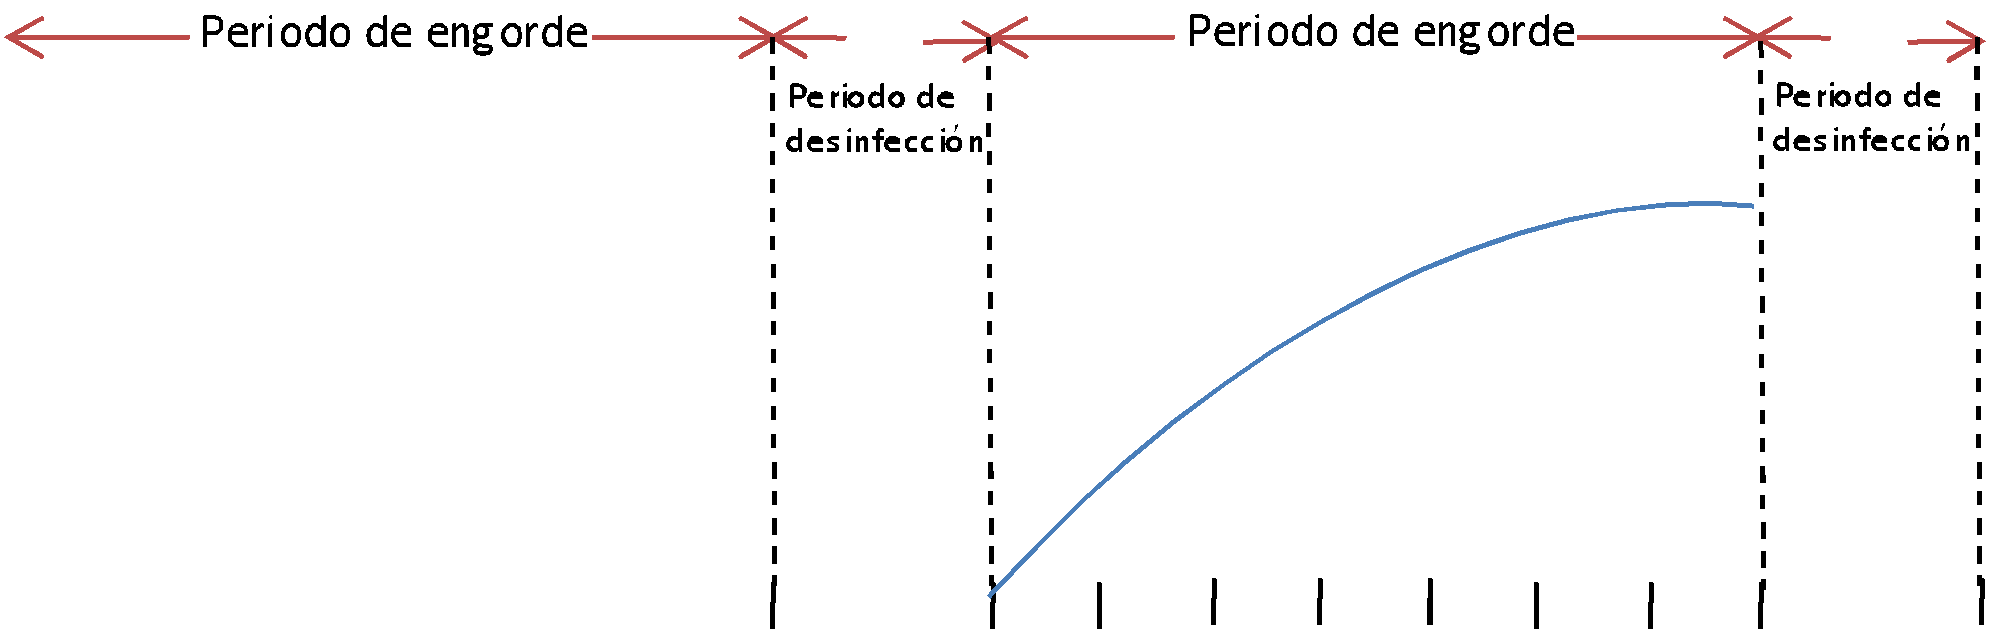 Periodo de engorde
Periodo de engorde
Periodo de
desinfección
Periodo de
desinfección